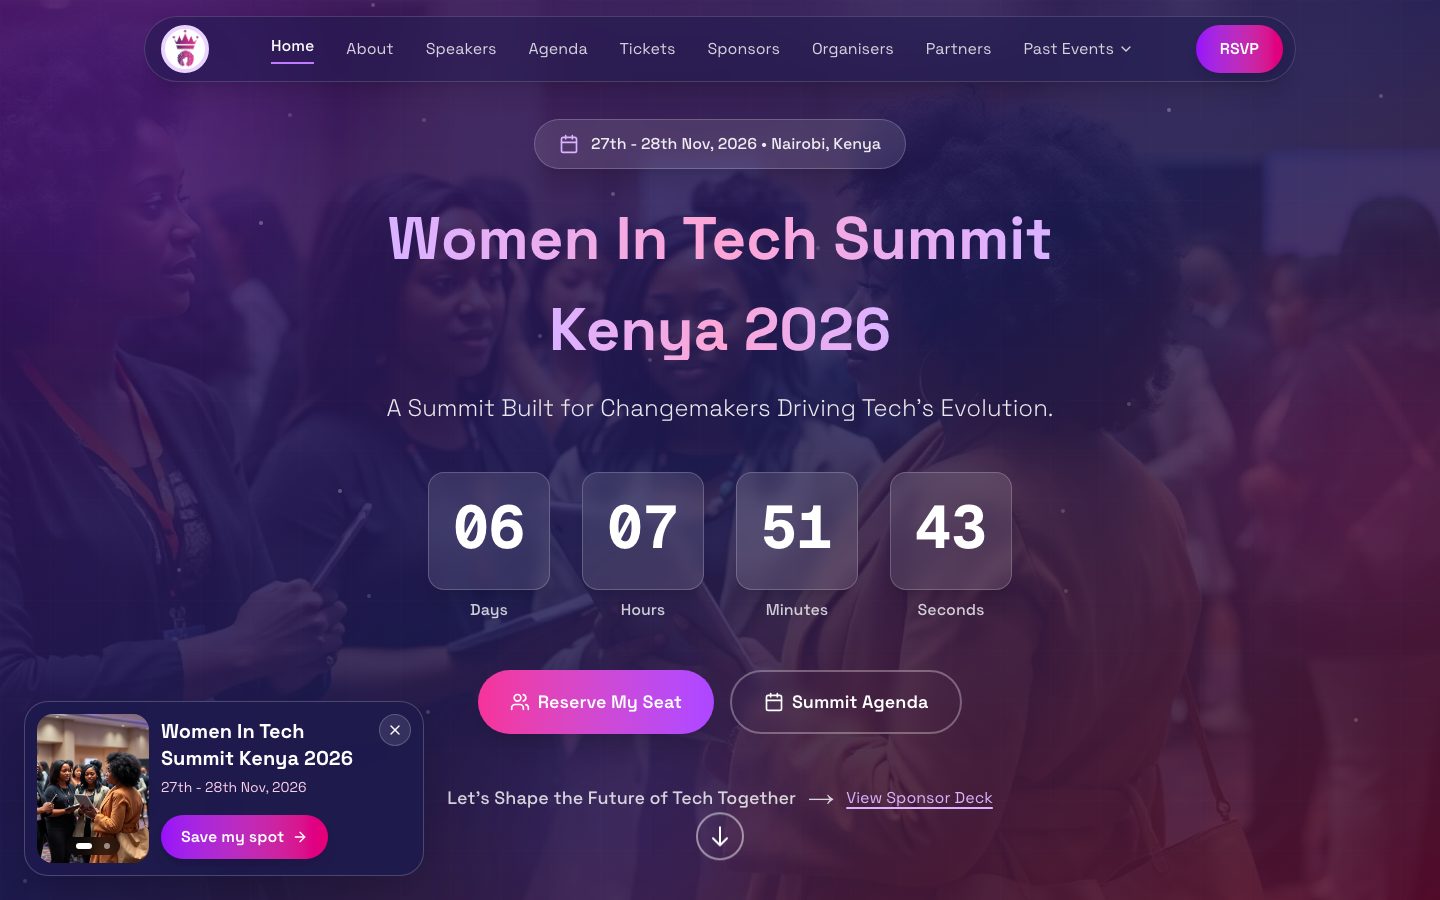 Home
About
Speakers
Agenda
Tickets
Sponsors
Organisers
Partners
Past Events
RSVP
27th - 28th Nov, 2026 • Nairobi, Kenya
Women In Tech Summit
Kenya 2026
A Summit Built for Changemakers Driving Tech's Evolution.
06
07
51
43
Days
Hours
Minutes
Seconds
Reserve My Seat
Summit Agenda
Let's Shape the Future of Tech Together
View Sponsor Deck
Women In Tech
Summit Kenya 2026
27th - 28th Nov, 2026
Save my spot